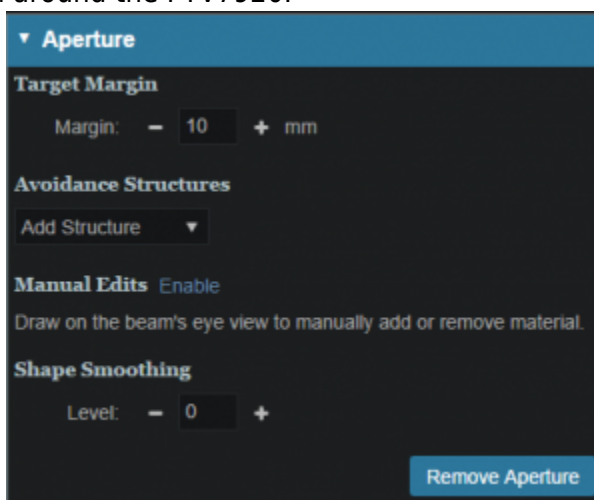 Aperture
Target Margin
Margin: − 10 + mm
Avoidance Structures
Add Structure
Manual Edits Enable
Draw on the beam's eye view to manually add or remove material.
Shape Smoothing
Level: − 0 +
Remove Aperture